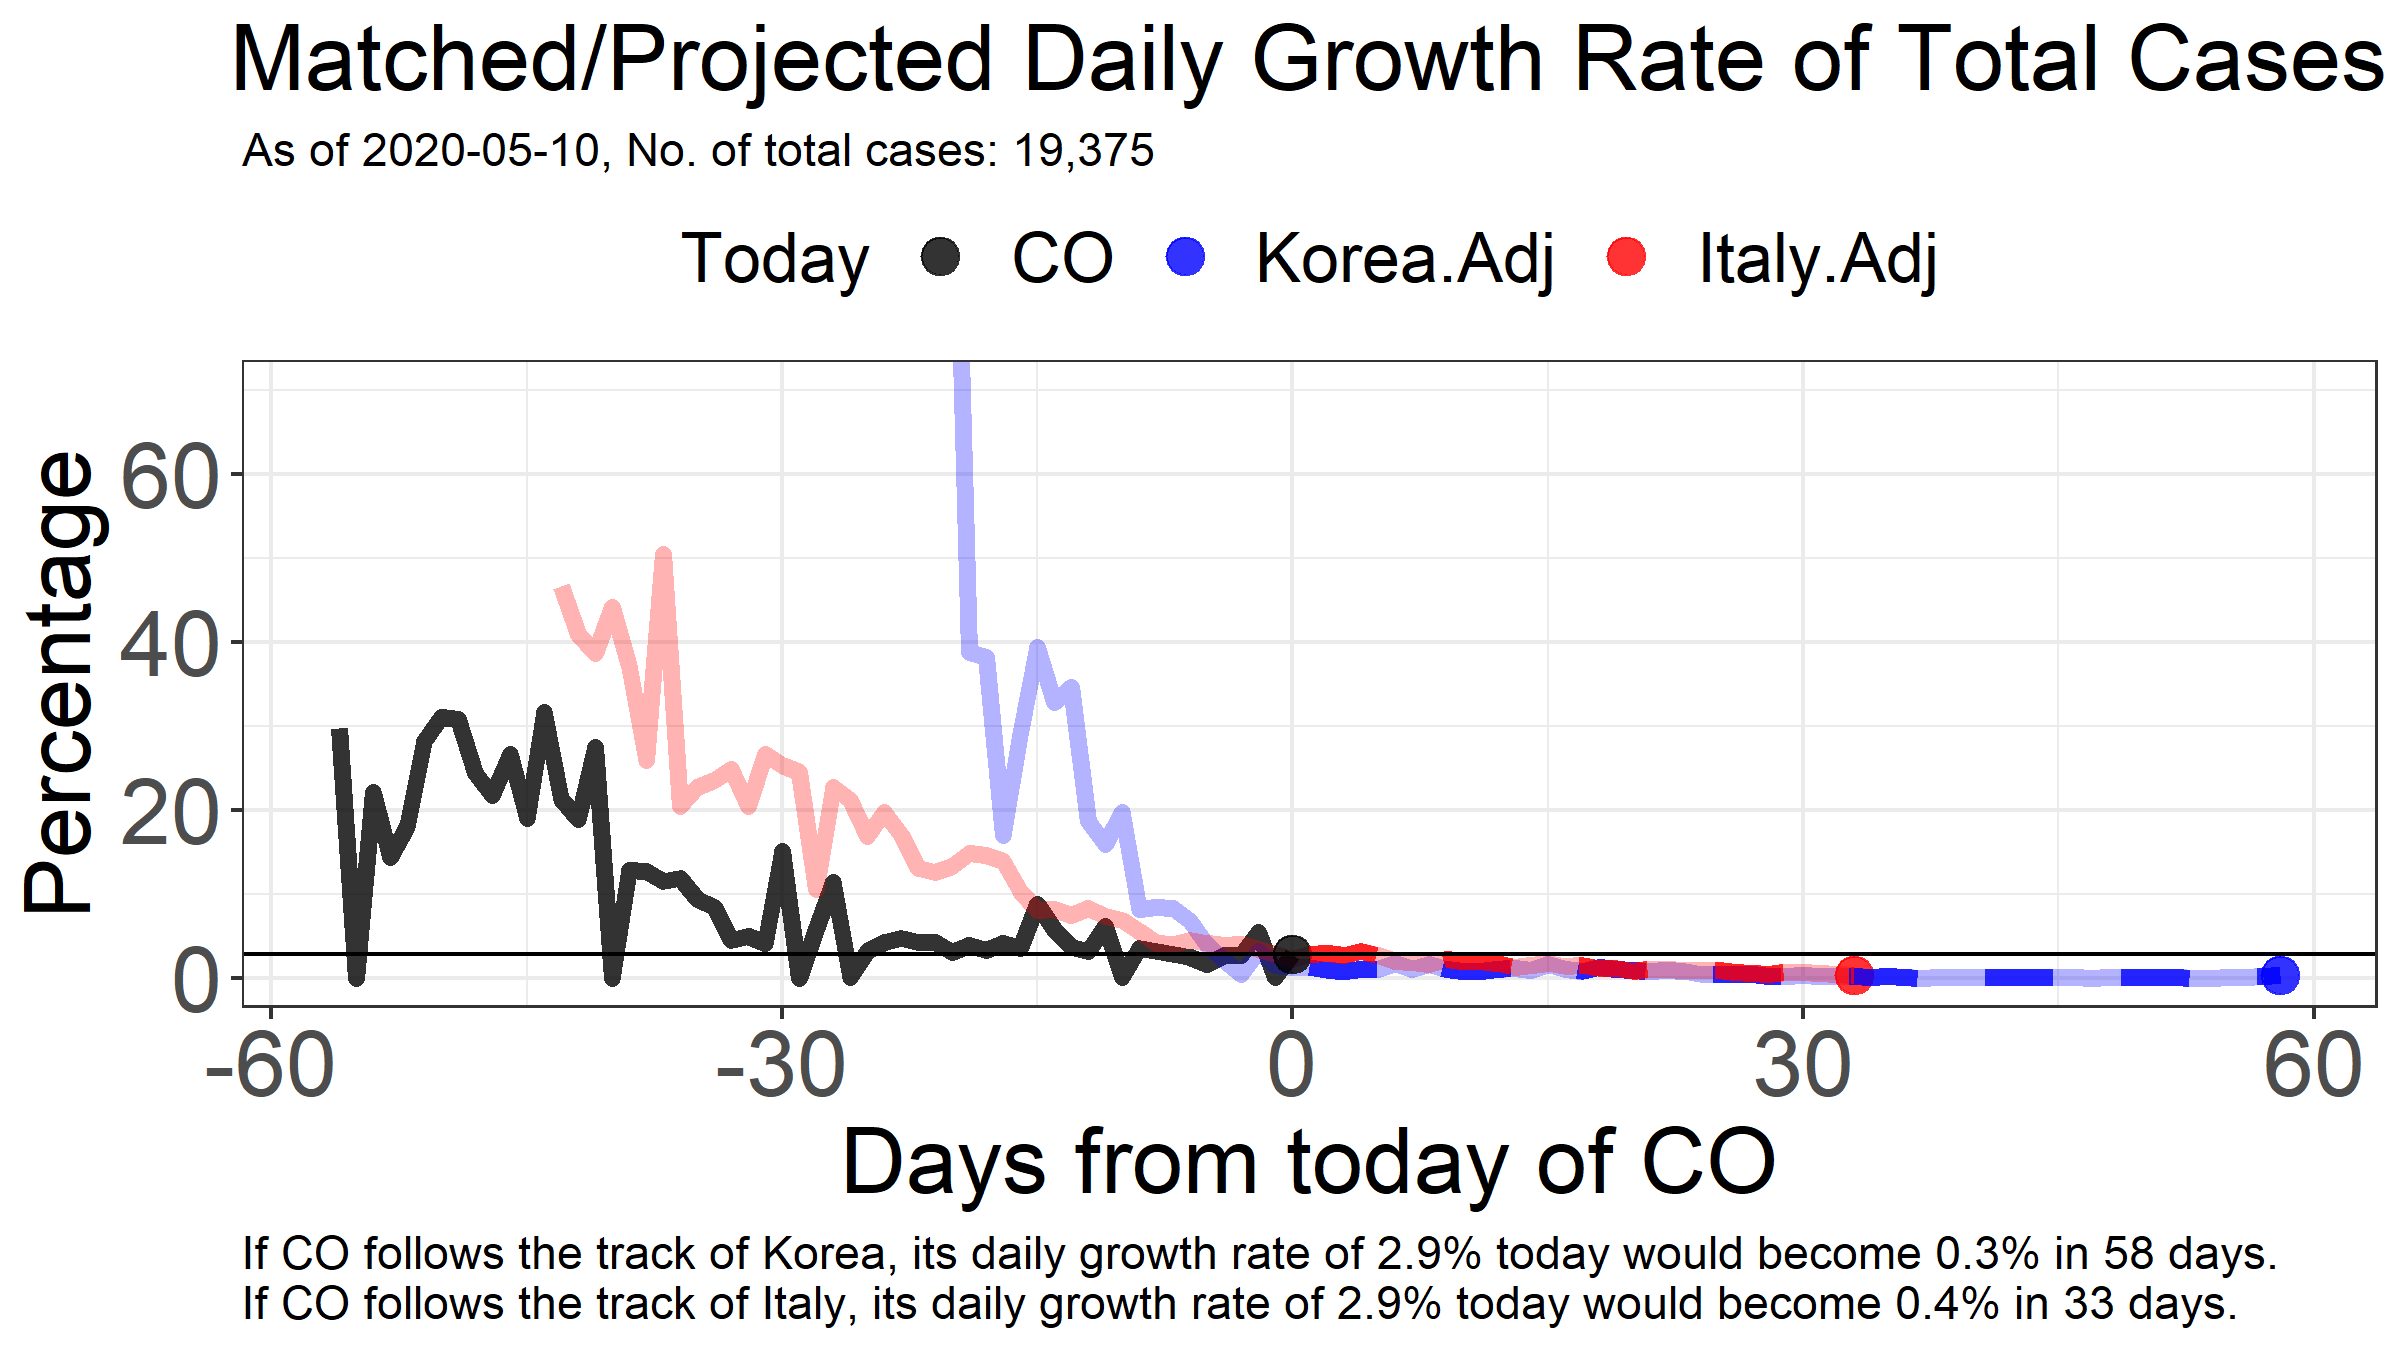 Matched/Projected Daily Growth Rate of Total Cases
As of 2020-05-10, No. of total cases: 19,375
Today CO Korea.Adj Italy.Adj
Percentage
60
40
20
0
-60 -30 0 30 60
Days from today of CO
If CO follows the track of Korea, its daily growth rate of 2.9% today would become 0.3% in 58 days.
If CO follows the track of Italy, its daily growth rate of 2.9% today would become 0.4% in 33 days.